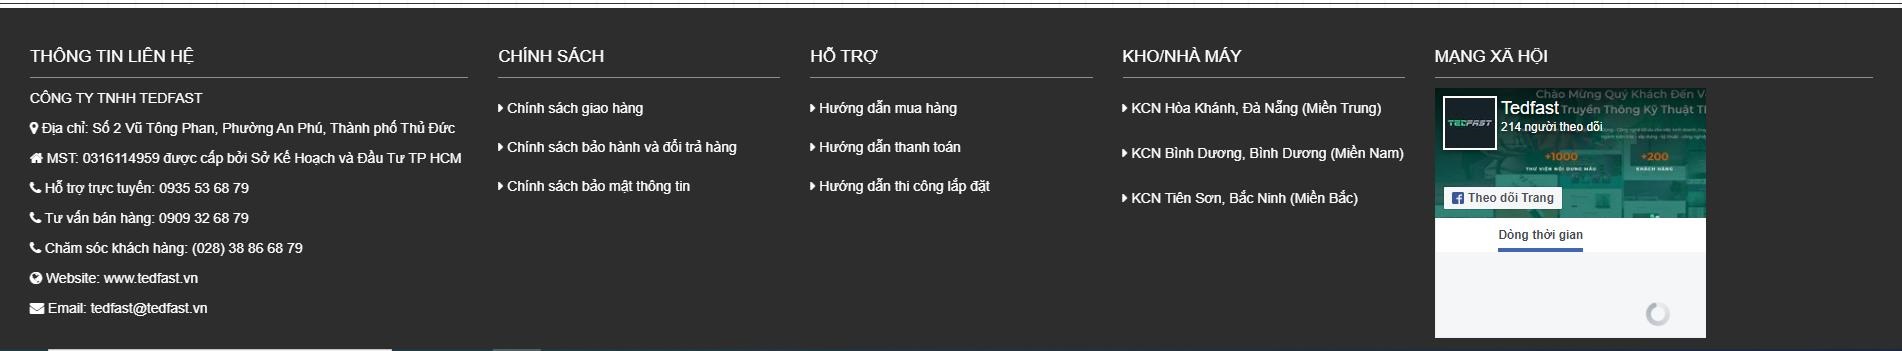 THÔNG TIN LIÊN HỆ
CÔNG TY TNHH TEDFAST
Địa chỉ: Số 2 Vũ Tông Phan, Phường An Phú, Thành phố Thủ Đức
MST: 0316114959 được cấp bởi Sở Kế Hoạch và Đầu Tư TP HCM
Hỗ trợ trực tuyến: 0935 53 68 79
Tư vấn bán hàng: 0909 32 68 79
Chăm sóc khách hàng: (028) 38 86 68 79
Website: www.tedfast.vn
Email: tedfast@tedfast.vn
CHÍNH SÁCH
Chính sách giao hàng
Chính sách bảo hành và đổi trả hàng
Chính sách bảo mật thông tin
HỖ TRỢ
Hướng dẫn mua hàng
Hướng dẫn thanh toán
Hướng dẫn thi công lắp đặt
KHO/NHÀ MÁY
KCN Hòa Khánh, Đà Nẵng (Miền Trung)
KCN Bình Dương, Bình Dương (Miền Nam)
KCN Tiên Sơn, Bắc Ninh (Miền Bắc)
MẠNG XÃ HỘI
Chào Mừng Quý Khách Đến V
Truyền Thông Kỹ Thuật T
TEDFAST
Tedfast
214 người theo dõi
+1000
THƯ VIỆN NỘI DUNG MẪU
+200
KHÁCH HÀNG
Theo dõi Trang
Dòng thời gian